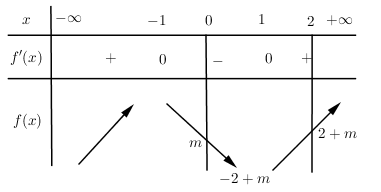 x −∞ −1 0 1 2 +∞
f′(x) + 0 − 0 +
f(x) m 2 + m
−2 + m